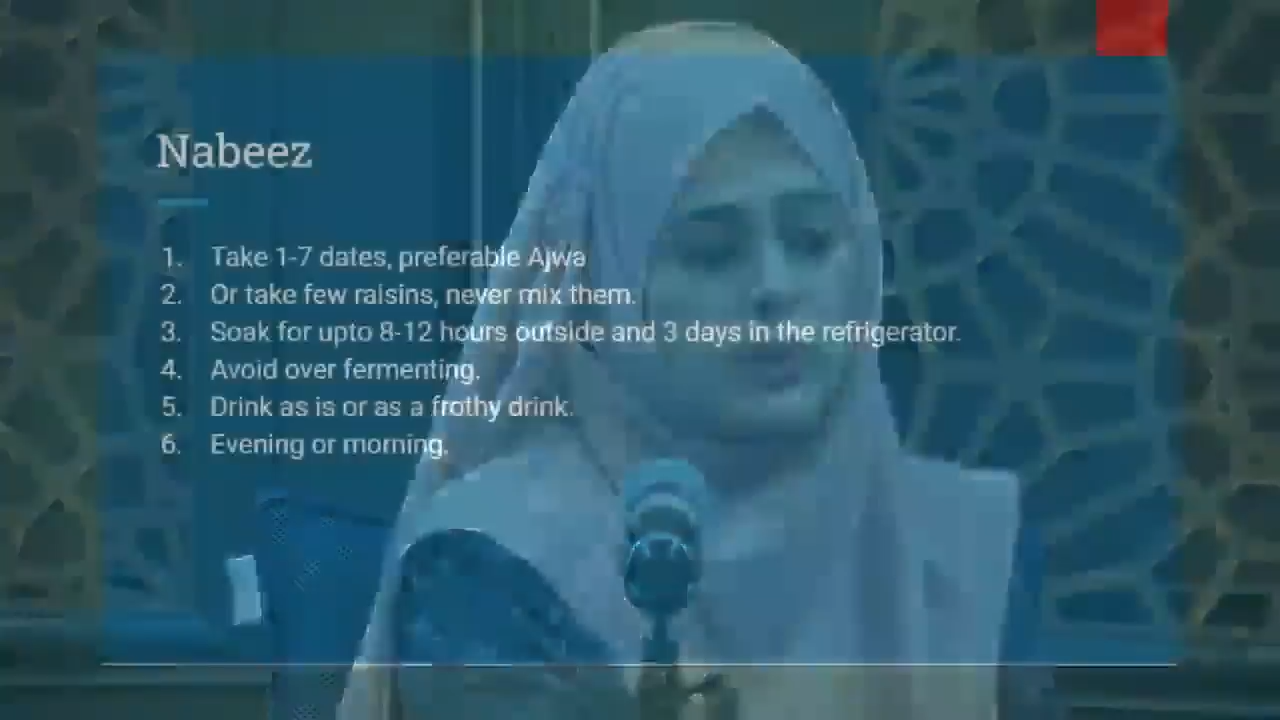 Nabeez
1. Take 1-7 dates, preferable Ajwa
2. Or take few raisins, never mix them.
3. Soak for upto 8-12 hours outside and 3 days in the refrigerator.
4. Avoid over fermenting.
5. Drink as is or as a frothy drink.
6. Evening or morning.